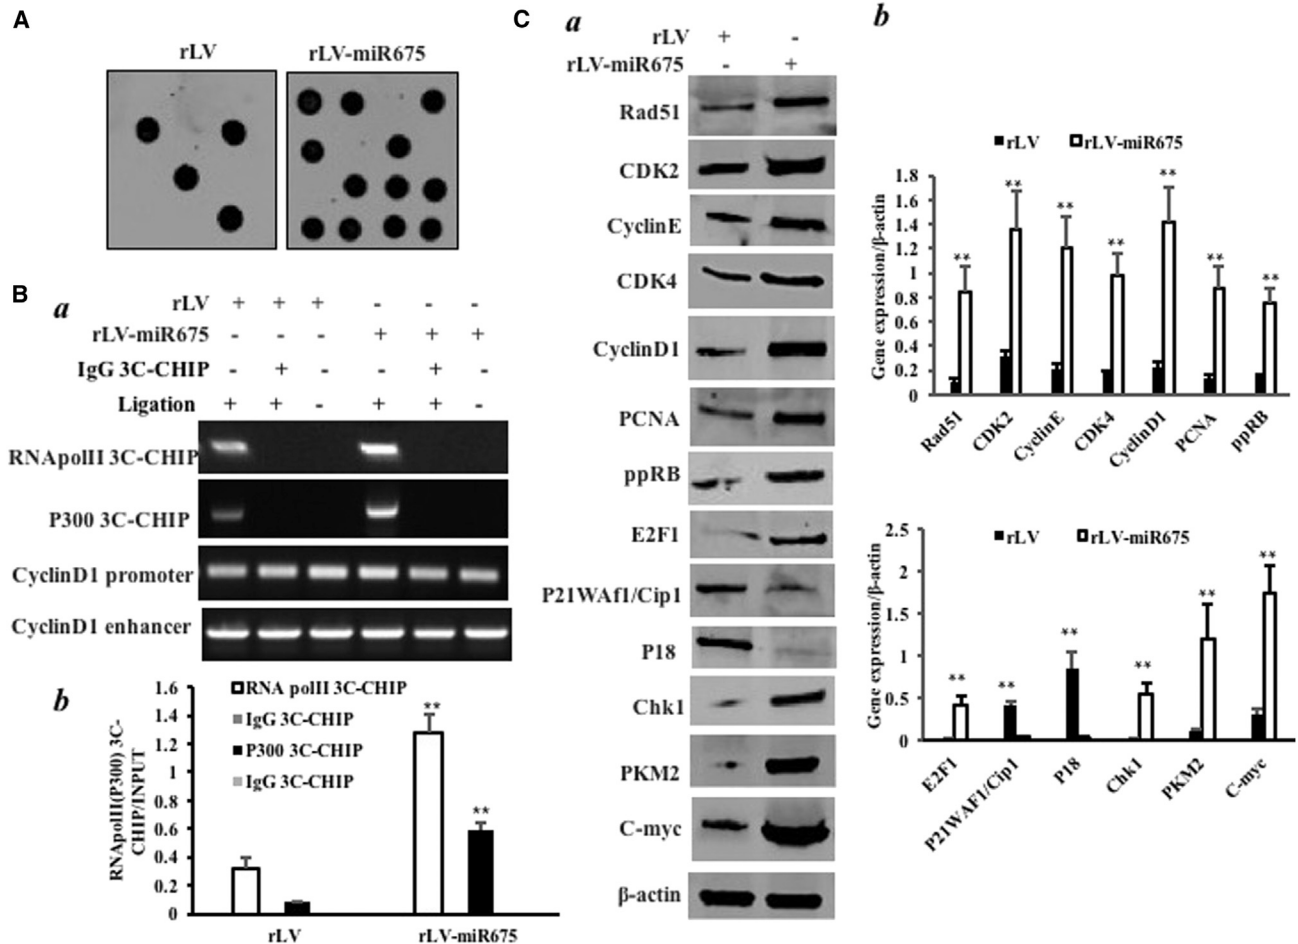 A
rLV
rLV-miR675
B
a
rLV + + + - - -
rLV-miR675 - - - + + +
IgG 3C-CHIP - + - - + -
Ligation + + - + + -
RNApolII 3C-CHIP
P300 3C-CHIP
CyclinD1 promoter
CyclinD1 enhancer
b
RNApolII(P300) 3C-
CHIP/INPUT
1.6
1.4
1.2
1
0.8
0.6
0.4
0.2
0
RNA polII 3C-CHIP
IgG 3C-CHIP
P300 3C-CHIP
IgG 3C-CHIP
**
**
rLV
rLV-miR675
C
a
rLV + -
rLV-miR675 - +
Rad51
CDK2
CyclinE
CDK4
CyclinD1
PCNA
ppRB
E2F1
P21WAf1/Cip1
P18
Chk1
PKM2
C-myc
β-actin
b
rLV
rLV-miR675
Gene expression/β-actin
1.8
1.6
1.4
1.2
1
0.8
0.6
0.4
0.2
0
**
**
**
**
**
**
**
Rad51
CDK2
CyclinE
CDK4
CyclinD1
PCNA
ppRB
rLV
rLV-miR675
Gene expression/β-actin
2.5
2
1.5
1
0.5
0
**
**
**
**
**
**
E2F1
P21WAF1/Cip1
P18
Chk1
PKM2
C-myc